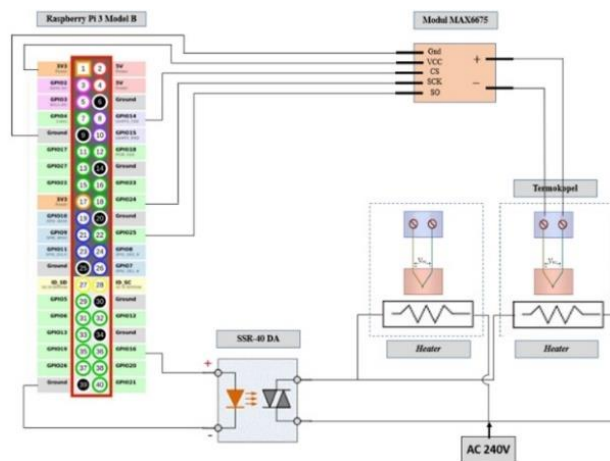 Raspberry Pi 3 Model B
Modul MAX6675
Gnd
VCC
CS
SCK
SO
+
−
3V3
1
2
5V
GPIO2
3
4
5V
GPIO3
5
6
Ground
GPIO4
7
8
GPIO14
Ground
9
10
GPIO15
GPIO17
11
12
GPIO18
GPIO27
13
14
Ground
GPIO22
15
16
GPIO23
3V3
17
18
GPIO24
GPIO10
19
20
Ground
GPIO9
21
22
GPIO25
GPIO11
23
24
GPIO8
Ground
25
26
GPIO7
ID_SD
27
28
ID_SC
GPIO5
29
30
Ground
GPIO6
31
32
GPIO12
GPIO13
33
34
Ground
GPIO19
35
36
GPIO16
GPIO26
37
38
GPIO20
Ground
39
40
GPIO21
Termokopel
Heater
Heater
SSR-40 DA
+
-
AC 240V